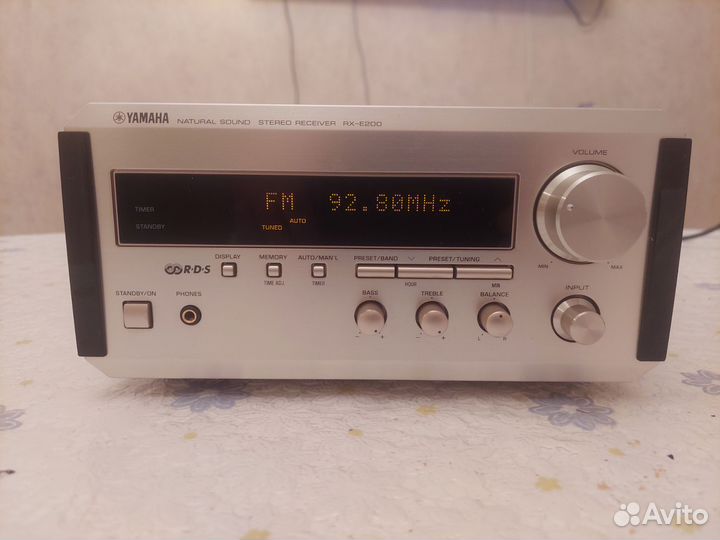 YAMAHA NATURAL SOUND STEREO RECEIVER RX-E200
VOLUME
FM 92.80MHz
TIMER
AUTO
STANDBY
TUNED
MIN MAX
R·D·S
DISPLAY MEMORY AUTO/MAN'L PRESET/BAND PRESET/TUNING
TIME ADJ. TIMER HOUR MIN
STANDBY/ON PHONES BASS TREBLE BALANCE INPUT
− + − + L R
Avito